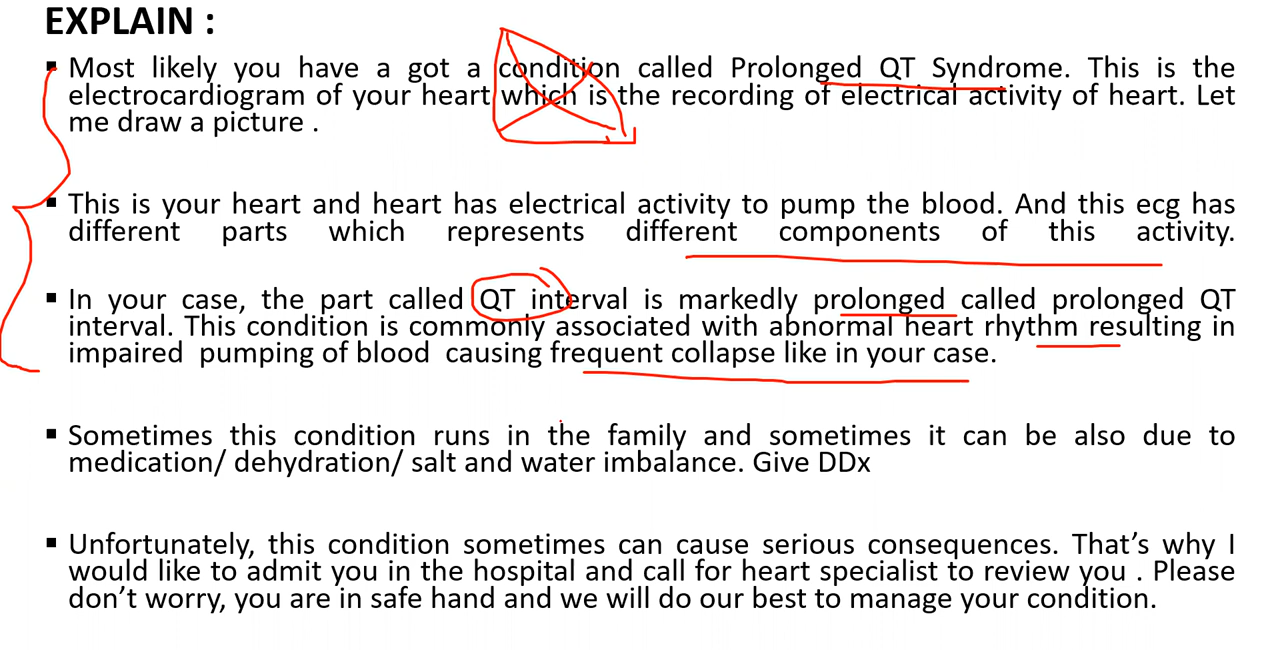 EXPLAIN :
▪ Most likely you have a got a condition called Prolonged QT Syndrome. This is the
electrocardiogram of your heart which is the recording of electrical activity of heart. Let
me draw a picture .
▪ This is your heart and heart has electrical activity to pump the blood. And this ecg has
different parts which represents different components of this activity.
▪ In your case, the part called QT interval is markedly prolonged called prolonged QT
interval. This condition is commonly associated with abnormal heart rhythm resulting in
impaired pumping of blood causing frequent collapse like in your case.
▪ Sometimes this condition runs in the family and sometimes it can be also due to
medication/ dehydration/ salt and water imbalance. Give DDx
▪ Unfortunately, this condition sometimes can cause serious consequences. That’s why I
would like to admit you in the hospital and call for heart specialist to review you . Please
don’t worry, you are in safe hand and we will do our best to manage your condition.